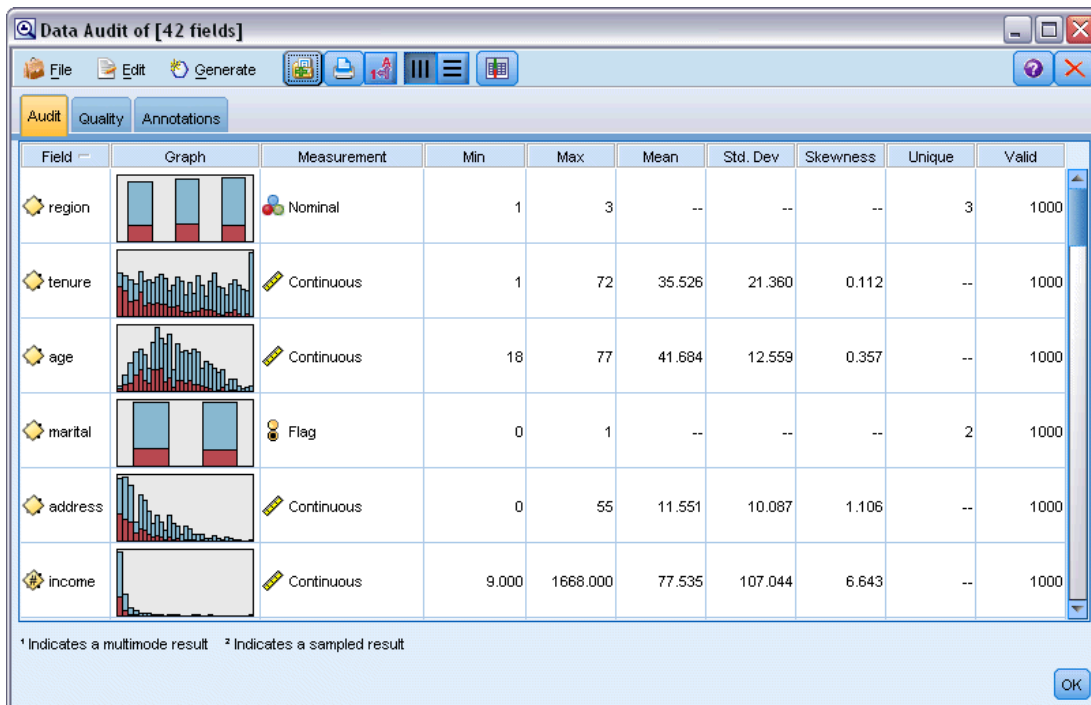 Data Audit of [42 fields]
File Edit Generate
Audit Quality Annotations
Field Graph Measurement Min Max Mean Std. Dev Skewness Unique Valid
region Nominal 1 3 -- -- -- 3 1000
tenure Continuous 1 72 35.526 21.360 0.112 -- 1000
age Continuous 18 77 41.684 12.559 0.357 -- 1000
marital Flag 0 1 -- -- -- 2 1000
address Continuous 0 55 11.551 10.087 1.106 -- 1000
income Continuous 9.000 1668.000 77.535 107.044 6.643 -- 1000
¹ Indicates a multimode result ² Indicates a sampled result
OK